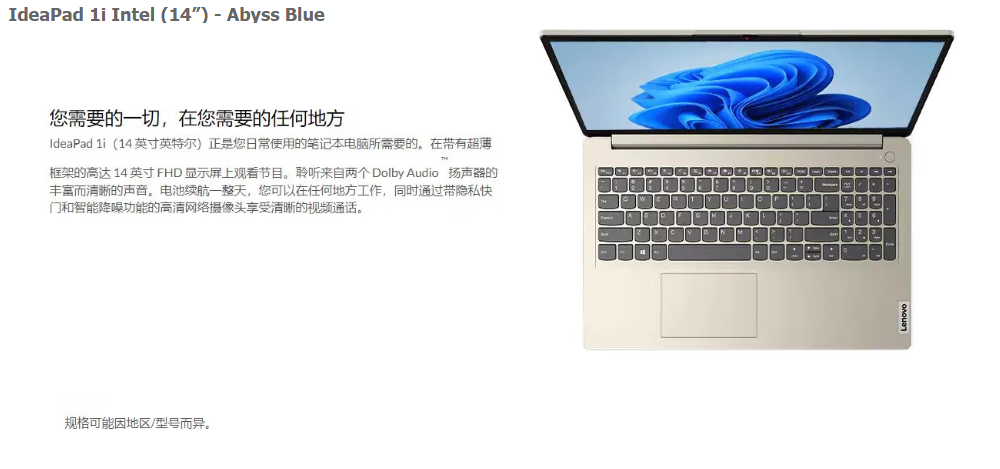 IdeaPad 1i Intel (14”) - Abyss Blue
您需要的一切，在您需要的任何地方
IdeaPad 1i（14 英寸英特尔）正是您日常使用的笔记本电脑所需要的。在带有超薄
框架的高达 14 英寸 FHD 显示屏上观看节目。聆听来自两个 Dolby Audio™ 扬声器的
丰富而清晰的声音。电池续航一整天，您可以在任何地方工作，同时通过带隐私快
门和智能降噪功能的高清网络摄像头享受清晰的视频通话。
Lenovo
规格可能因地区/型号而异。